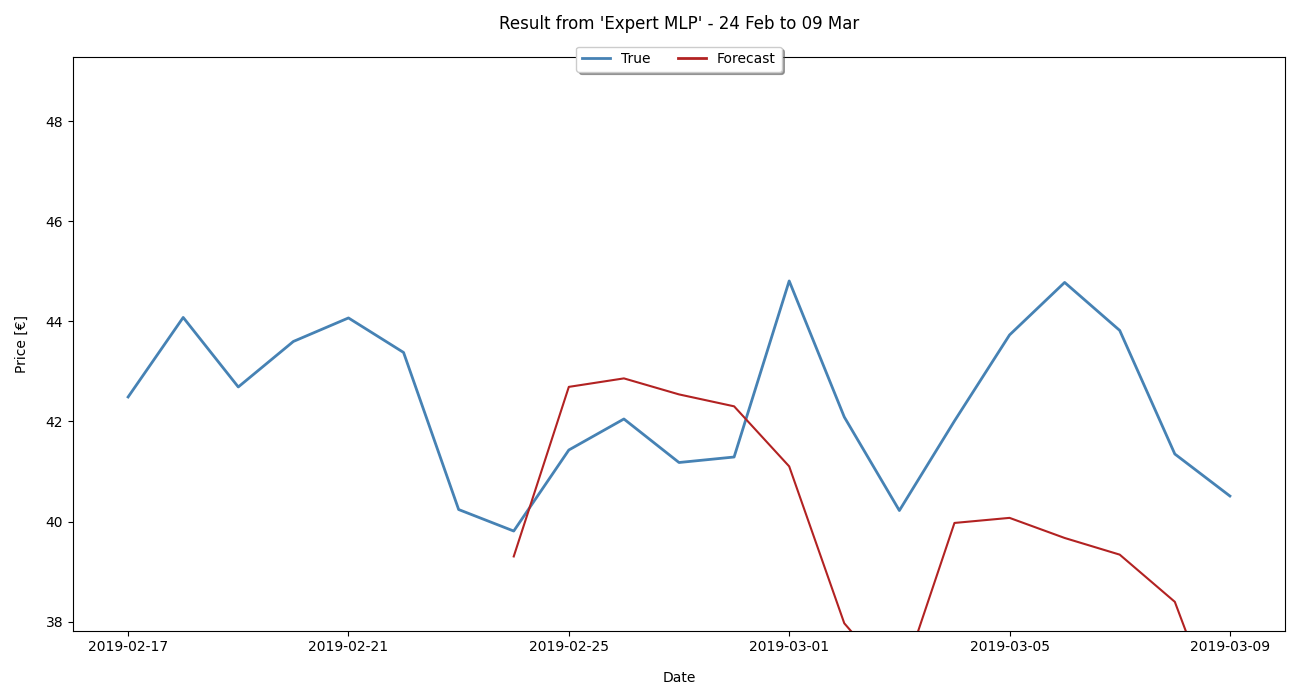 Result from 'Expert MLP' - 24 Feb to 09 Mar
True Forecast
48
46
44
42
40
38
Price [€]
2019-02-17 2019-02-21 2019-02-25 2019-03-01 2019-03-05 2019-03-09
Date